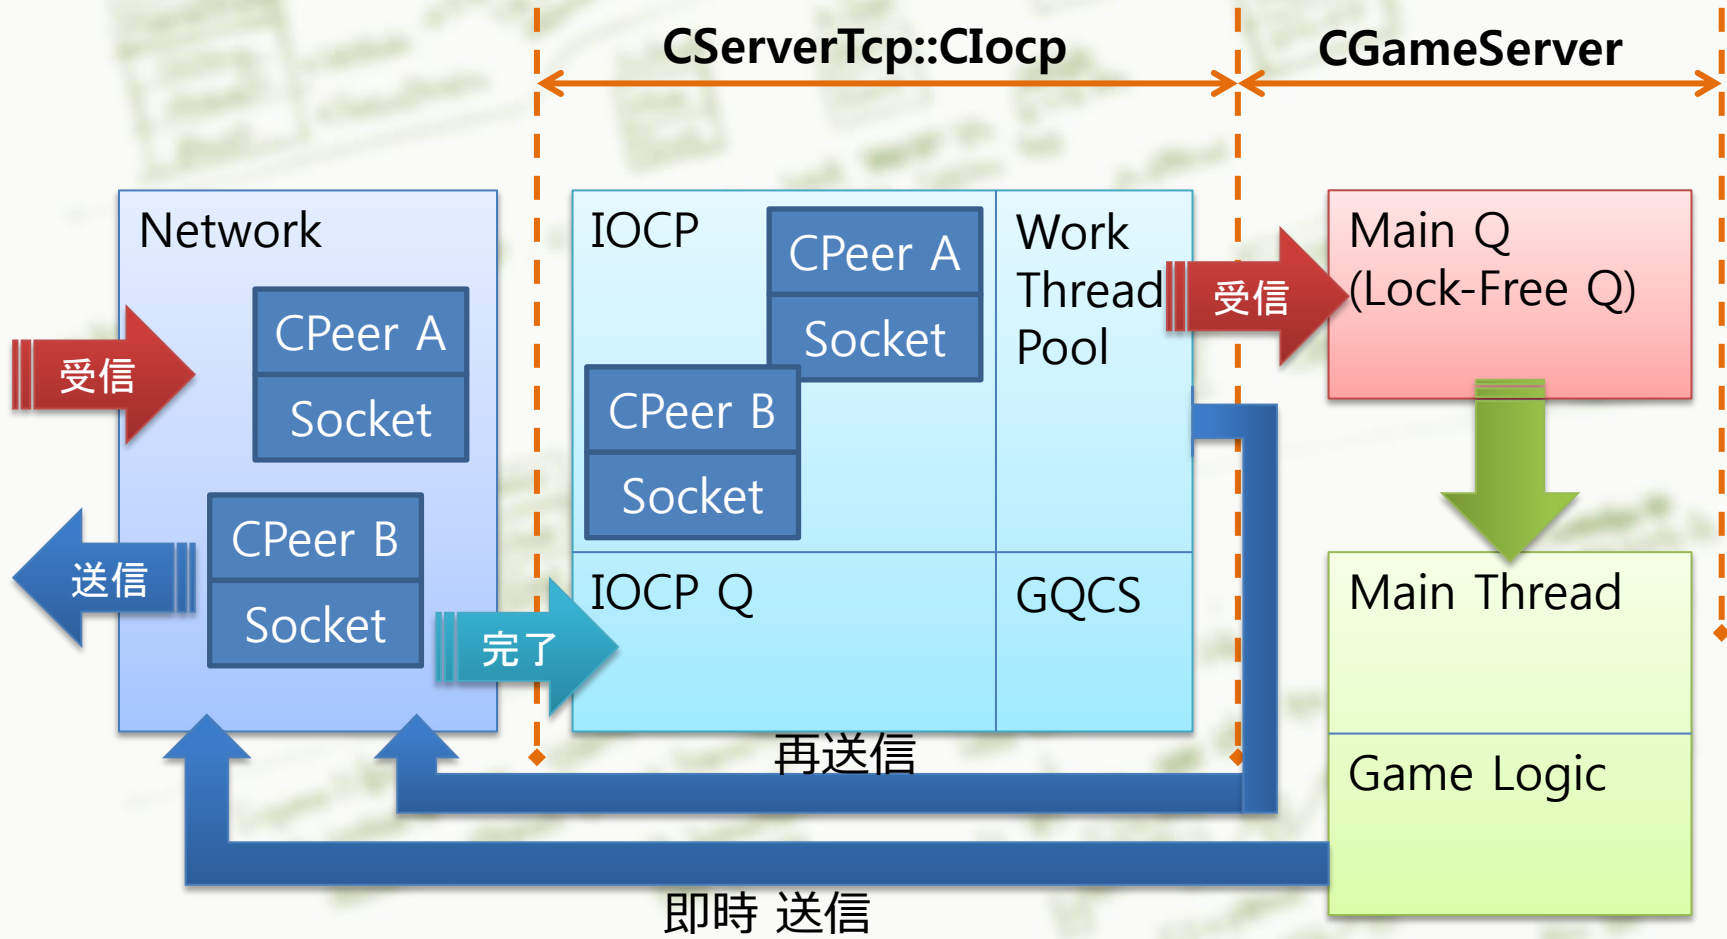 CServerTcp::CIocp
CGameServer
Network
CPeer A
Socket
CPeer B
Socket
受信
送信
完了
IOCP
CPeer A
Socket
CPeer B
Socket
Work
Thread
Pool
IOCP Q
GQCS
受信
Main Q
(Lock-Free Q)
Main Thread
Game Logic
再送信
即時 送信